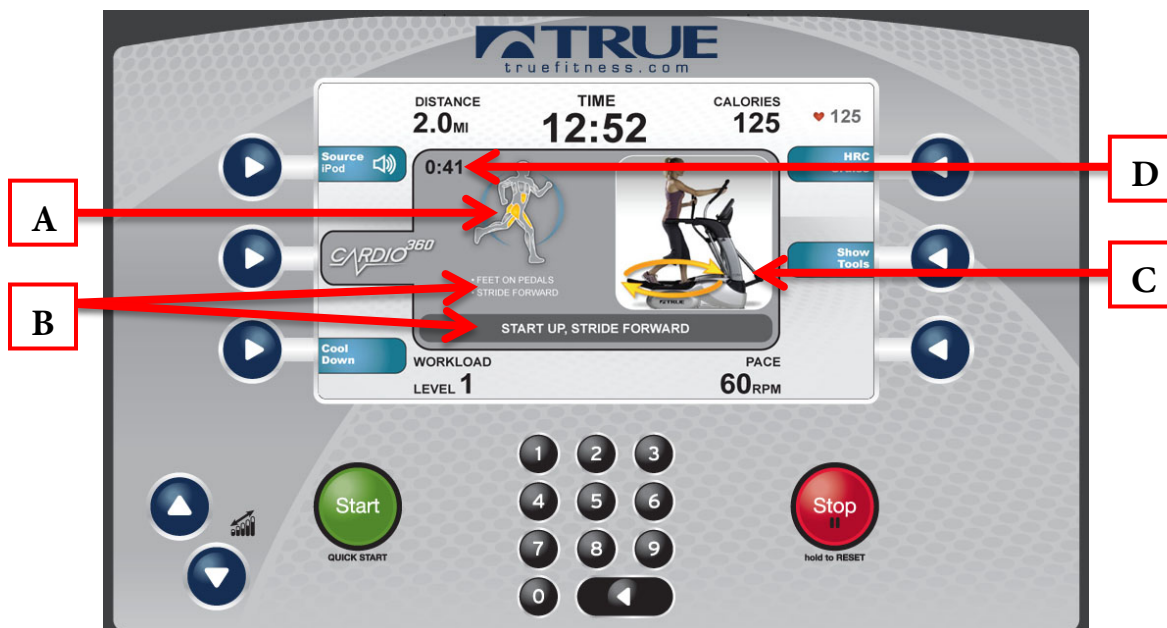 TRUE
truefitness.com
DISTANCE
2.0MI
TIME
12:52
CALORIES
125
125
Source
iPod
HRC
0:41
D
A
CARDIO 360
Show
Tools
• FEET ON PEDALS
• STRIDE FORWARD
C
B
TRUE
START UP, STRIDE FORWARD
Cool
Down
WORKLOAD
LEVEL 1
PACE
60RPM
1 2 3
4 5 6
7 8 9
0
Start
QUICK START
Stop
hold to RESET